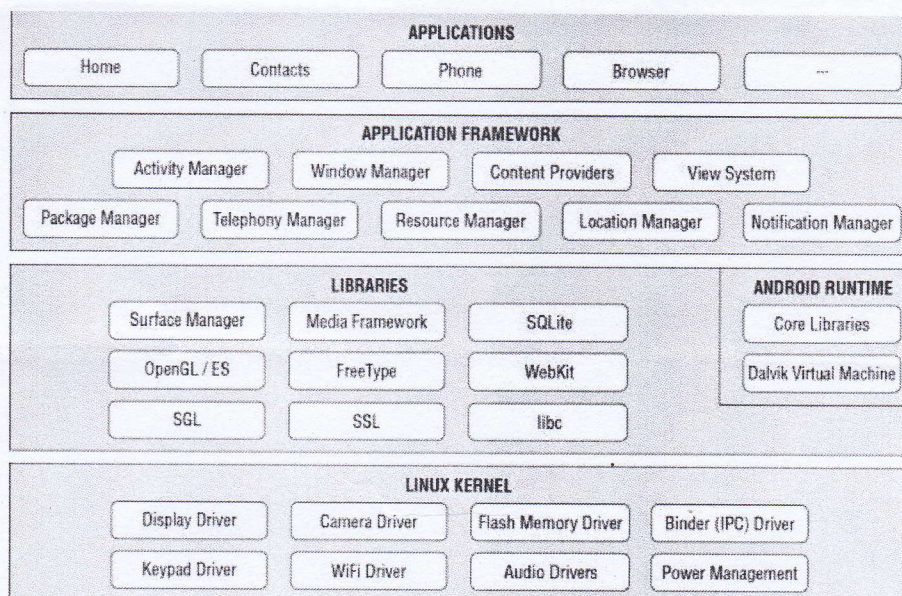 APPLICATIONS
Home Contacts Phone Browser ---
APPLICATION FRAMEWORK
Activity Manager Window Manager Content Providers View System
Package Manager Telephony Manager Resource Manager Location Manager Notification Manager
LIBRARIES ANDROID RUNTIME
Surface Manager Media Framework SQLite Core Libraries
OpenGL / ES FreeType WebKit Dalvik Virtual Machine
SGL SSL libc
LINUX KERNEL
Display Driver Camera Driver Flash Memory Driver Binder (IPC) Driver
Keypad Driver WiFi Driver Audio Drivers Power Management